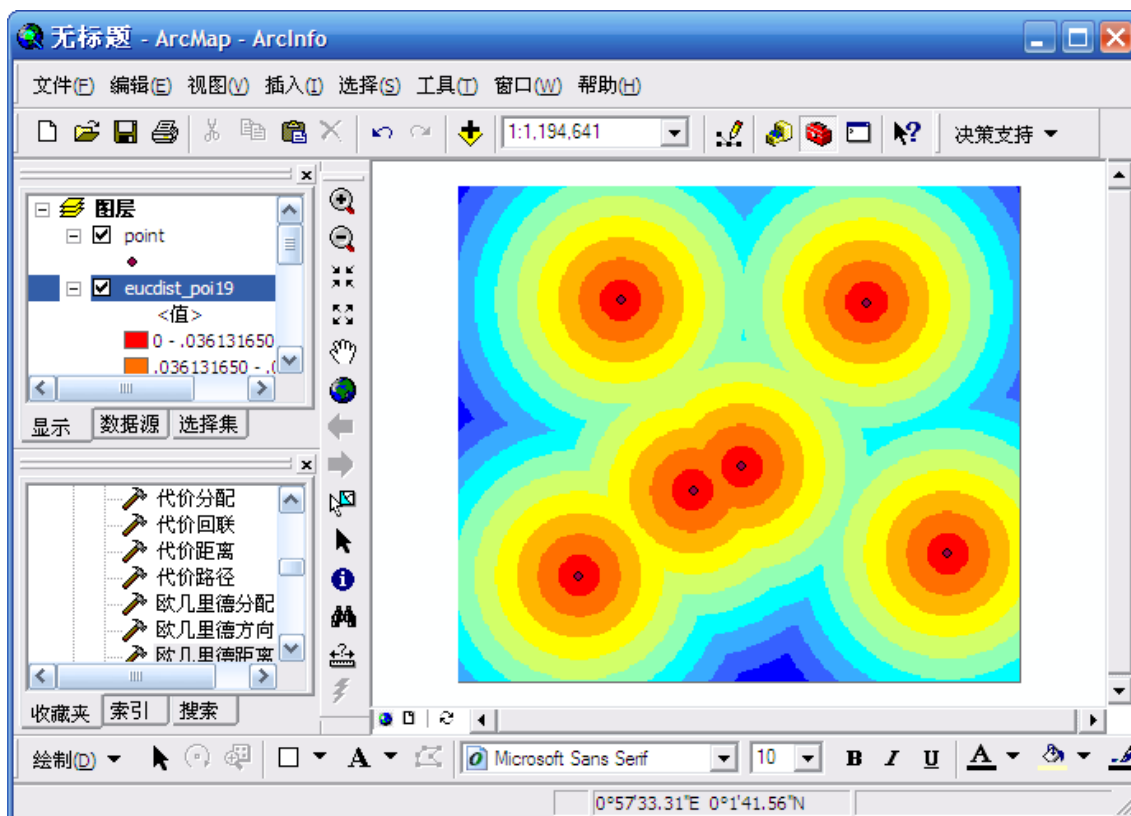 无标题 - ArcMap - ArcInfo
文件(F) 编辑(E) 视图(V) 插入(I) 选择(S) 工具(T) 窗口(W) 帮助(H)
1:1,194,641 决策支持
图层
point
eucdist_poi19
<值>
0 - .036131650
.036131650 - .0
显示 数据源 选择集
代价分配
代价回联
代价距离
代价路径
欧几里德分配
欧几里德方向
欧几里德距离
收藏夹 索引 搜索
绘制(D) A Microsoft Sans Serif 10 B I U A
0°57'33.31"E 0°1'41.56"N